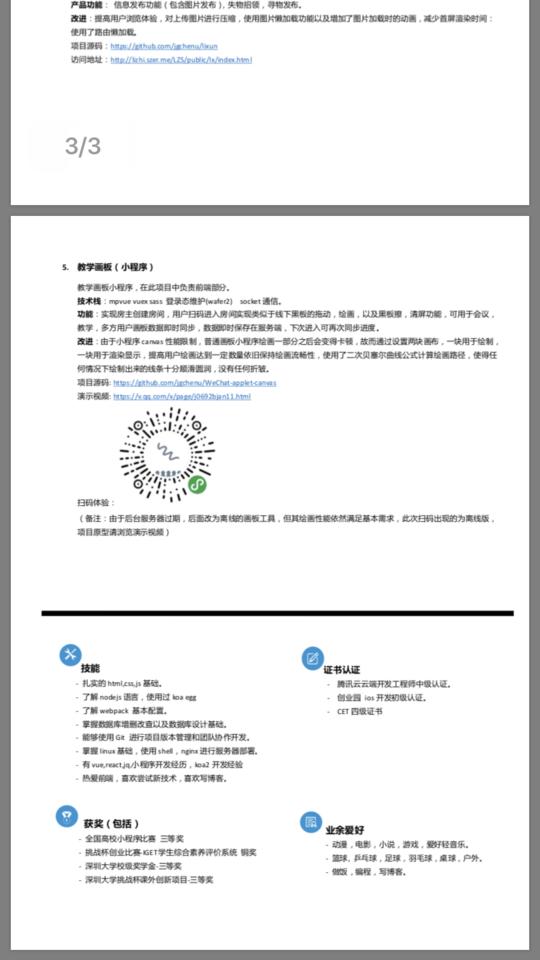 产品功能： 信息发布功能（包含图片发布），失物招领，寻物发布。
改进：提高用户浏览体验，对上传图片进行压缩，使用图片懒加载功能以及增加了图片加载时的动画，减少首屏渲染时间：
使用了路由懒加载。
项目源码：https://github.com/jgchenu/lixun
访问地址：http://lizhi.szer.me/LZS/public/lx/index.html
3/3
5. 教学画板（小程序）
教学画板小程序，在此项目中负责前端部分。
技术栈：mpvue vuex sass 登录态维护(wafer2) socket 通信。
功能：实现房主创建房间，用户扫码进入房间实现类似于线下黑板的拖动，绘画，以及黑板擦，清屏功能，可用于会议，
教学，多方用户画板数据即时同步，数据即时保存在服务端，下次进入可再次同步进度。
改进：由于小程序 canvas 性能限制，普通画板小程序绘画一部分之后会变得卡顿，故而通过设置两块画布，一块用于绘制，
一块用于渲染显示，提高用户绘画达到一定数量依旧保持绘画流畅性，使用了二次贝塞尔曲线公式计算绘画路径，使得任
何情况下绘制出来的线条十分顺滑圆润，没有任何折皱。
项目源码: https://github.com/jgchenu/WeChat-applet-canvas
演示视频: https://v.qq.com/x/page/j0692bjan11.html
扫码体验：
（备注：由于后台服务器过期，后面改为离线的画板工具，但其绘画性能依然满足基本需求，此次扫码出现的为离线版，
项目原型请浏览演示视频）
技能
- 扎实的 html,css,js 基础。
- 了解 nodejs 语言，使用过 koa egg
- 了解 webpack 基本配置。
- 掌握数据库增删改查以及数据库设计基础。
- 能够使用 Git 进行项目版本管理和团队协作开发。
- 掌握 linux 基础，使用 shell，nginx 进行服务器部署。
- 有 vue,react,jq,小程序开发经历，koa2 开发经验
- 热爱前端，喜欢尝试新技术，喜欢写博客。
证书认证
- 腾讯云云端开发工程师中级认证。
- 创业园 ios 开发初级认证。
- CET 四级证书
获奖（包括）
- 全国高校小程序比赛 三等奖
- 挑战杯创业比赛-IGET学生综合素养评价系统 铜奖
- 深圳大学校级奖学金-三等奖
- 深圳大学挑战杯课外创新项目-三等奖
业余爱好
- 动漫，电影，小说，游戏，爱好轻音乐。
- 篮球，乒乓球，足球，羽毛球，桌球，户外。
- 做饭，编程，写博客。